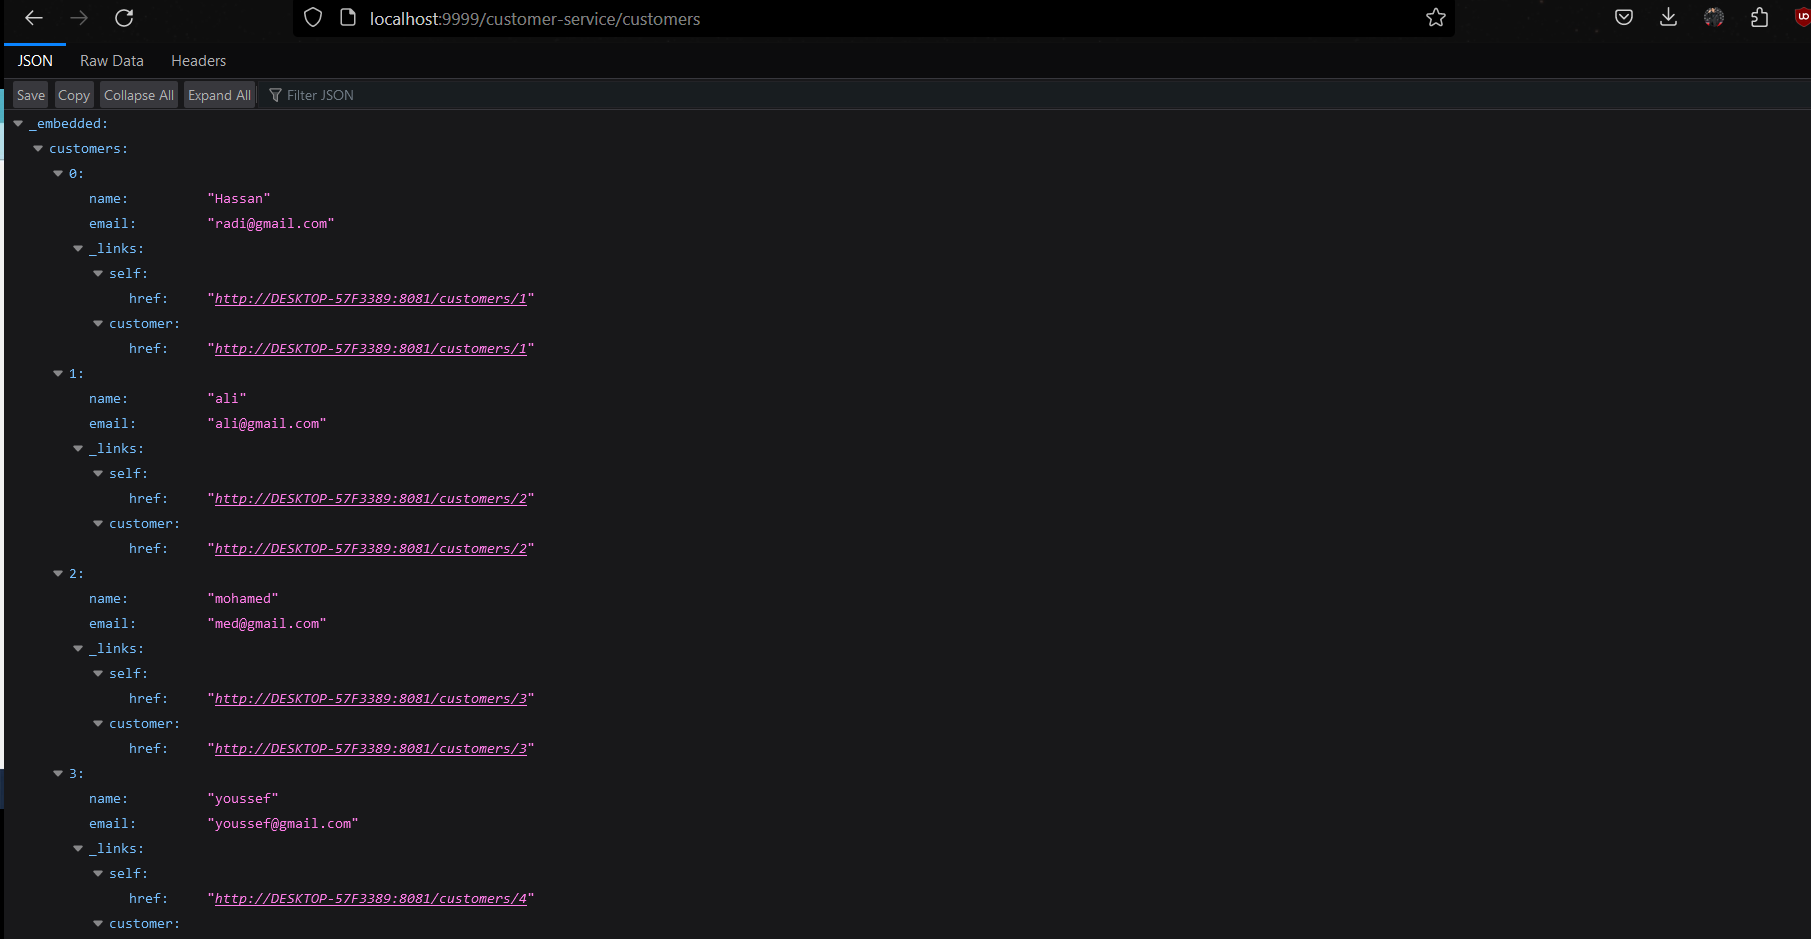 localhost:9999/customer-service/customers
JSON Raw Data Headers
Save Copy Collapse All Expand All Filter JSON
_embedded:
customers:
0:
name: "Hassan"
email: "radi@gmail.com"
_links:
self:
href: "http://DESKTOP-57F3389:8081/customers/1"
customer:
href: "http://DESKTOP-57F3389:8081/customers/1"
1:
name: "ali"
email: "ali@gmail.com"
_links:
self:
href: "http://DESKTOP-57F3389:8081/customers/2"
customer:
href: "http://DESKTOP-57F3389:8081/customers/2"
2:
name: "mohamed"
email: "med@gmail.com"
_links:
self:
href: "http://DESKTOP-57F3389:8081/customers/3"
customer:
href: "http://DESKTOP-57F3389:8081/customers/3"
3:
name: "youssef"
email: "youssef@gmail.com"
_links:
self:
href: "http://DESKTOP-57F3389:8081/customers/4"
customer: